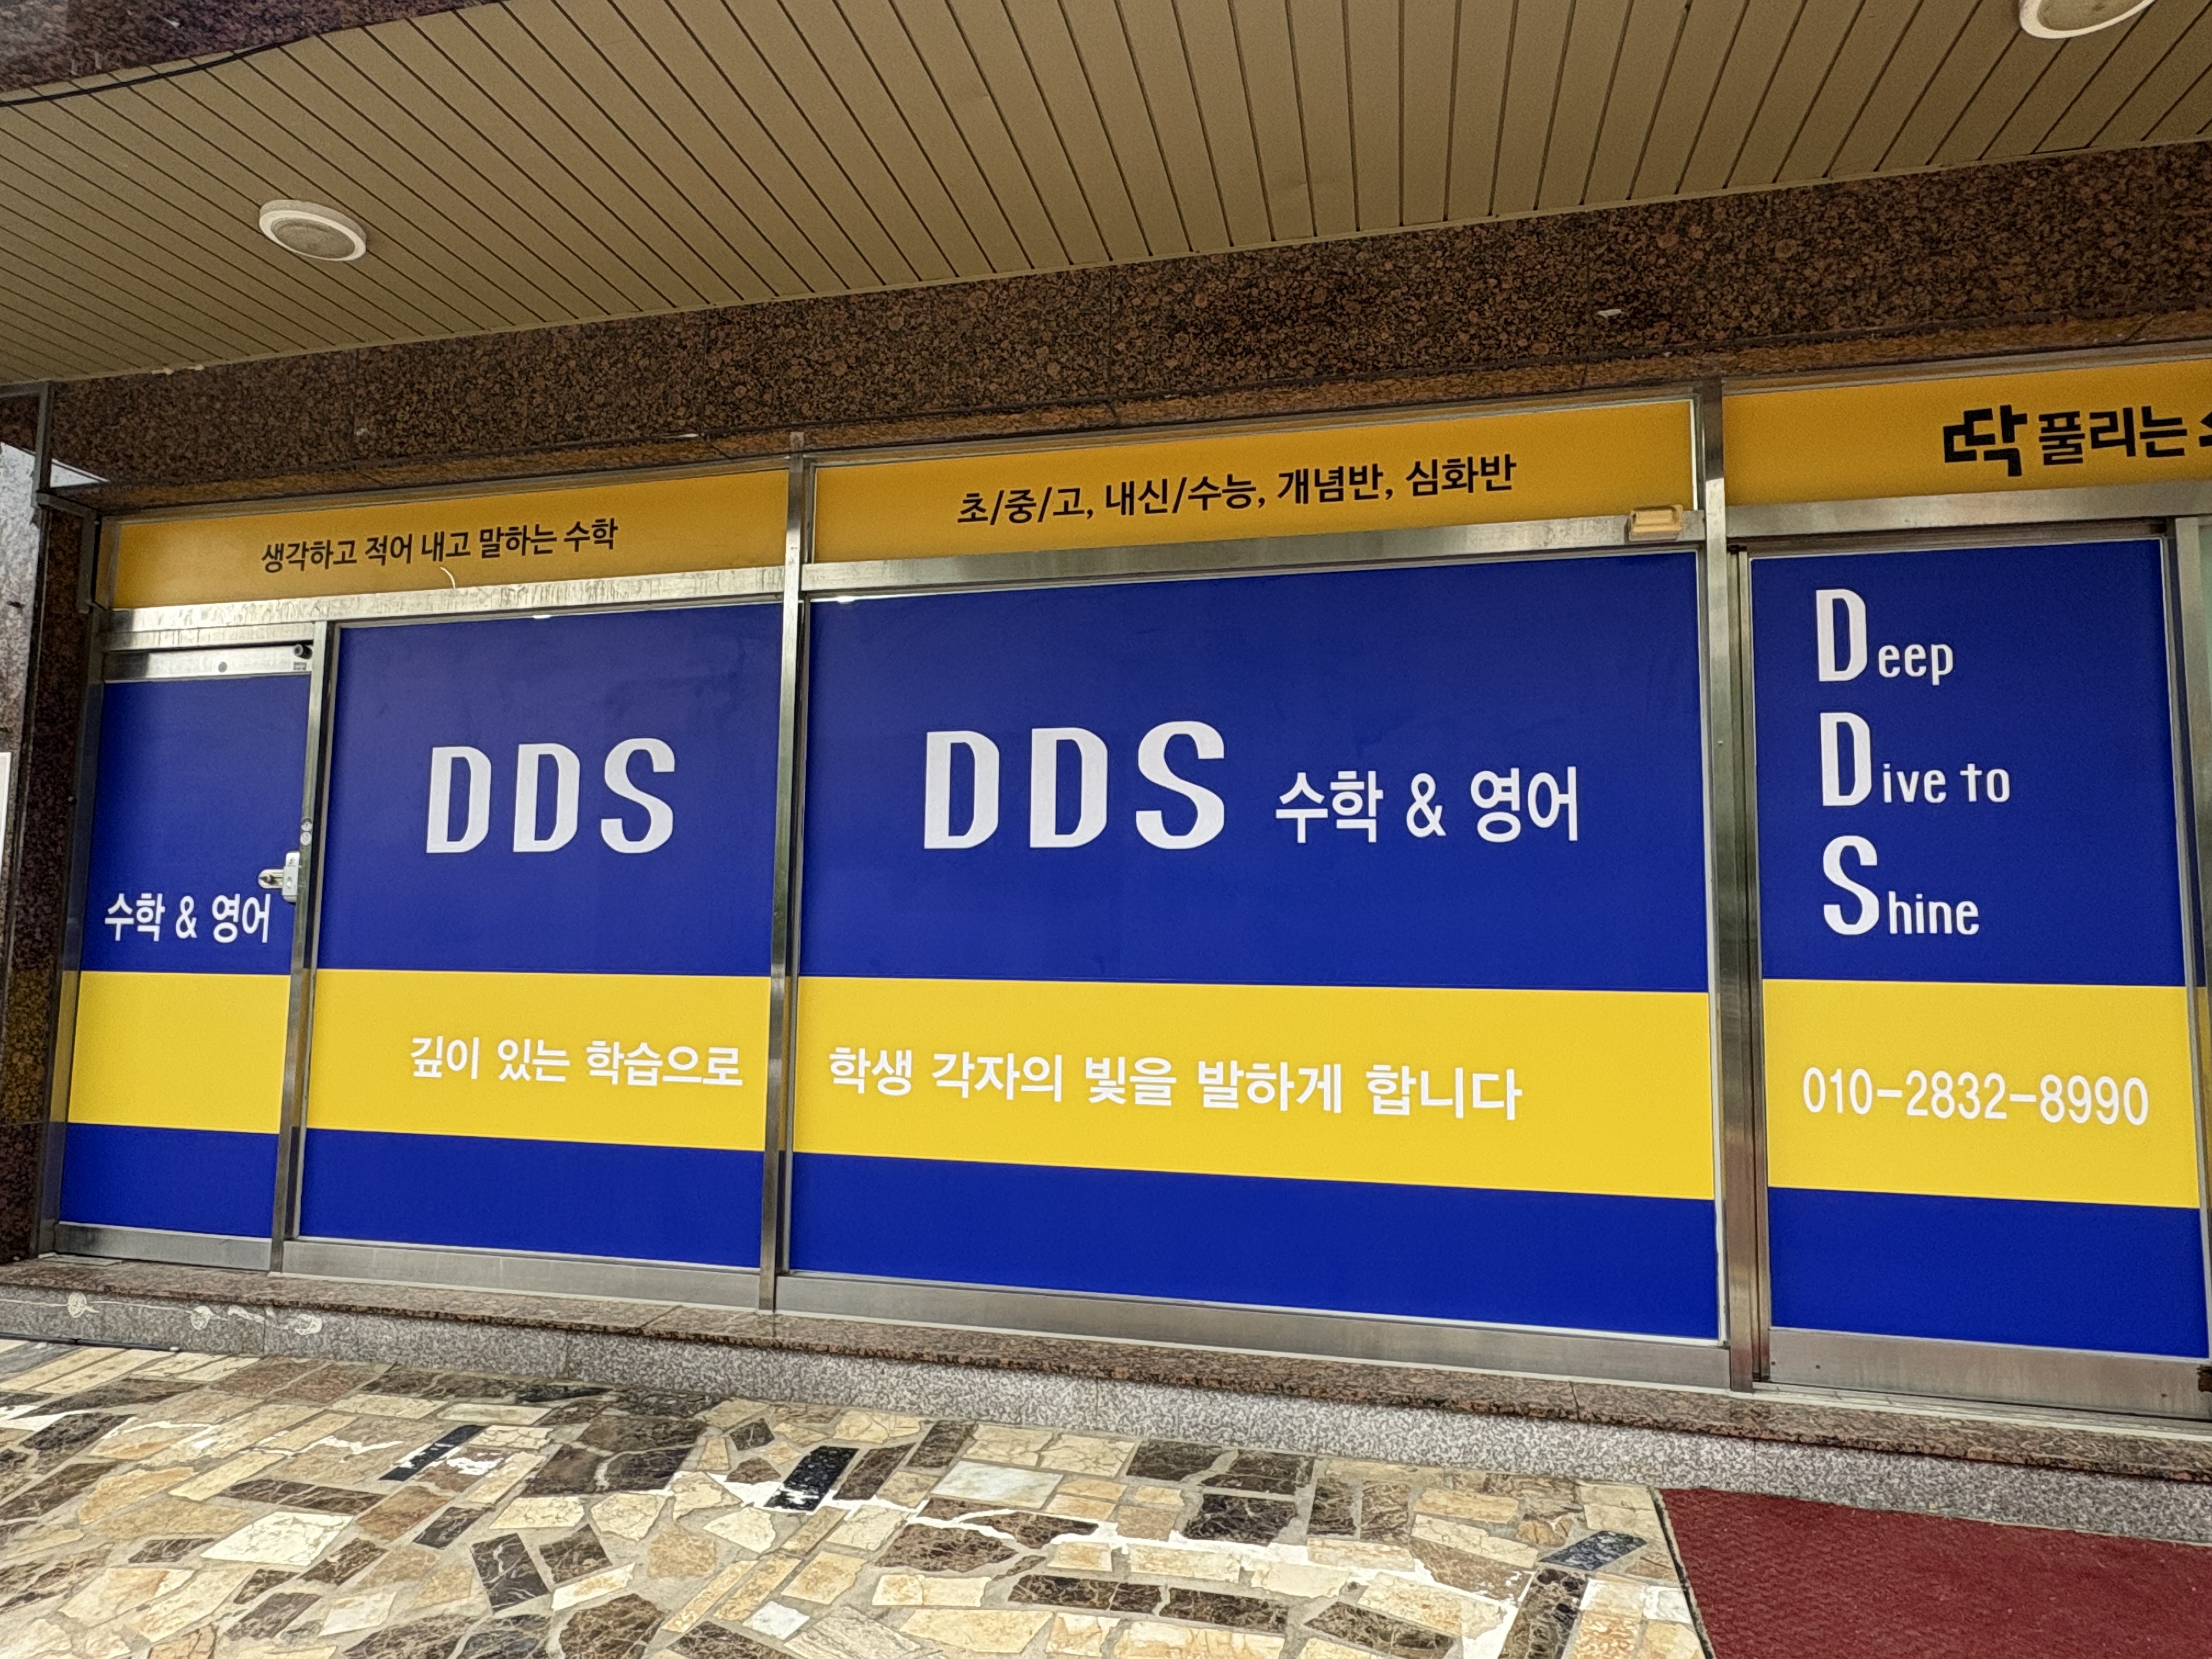 생각하고 적어 내고 말하는 수학
초/중/고, 내신/수능, 개념반, 심화반
딱 풀리는
수학 & 영어
DDS
DDS 수학 & 영어
Deep
Dive to
Shine
깊이 있는 학습으로 학생 각자의 빛을 발하게 합니다
010-2832-8990